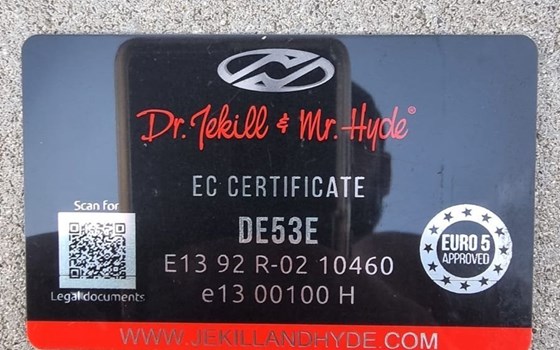 Dr. Jekill & Mr. Hyde®
EC CERTIFICATE
Scan for
Legal documents
DE53E
E13 92 R-02 10460
e13 00100 H
EURO 5
APPROVED
WWW.JEKILLANDHYDE.COM